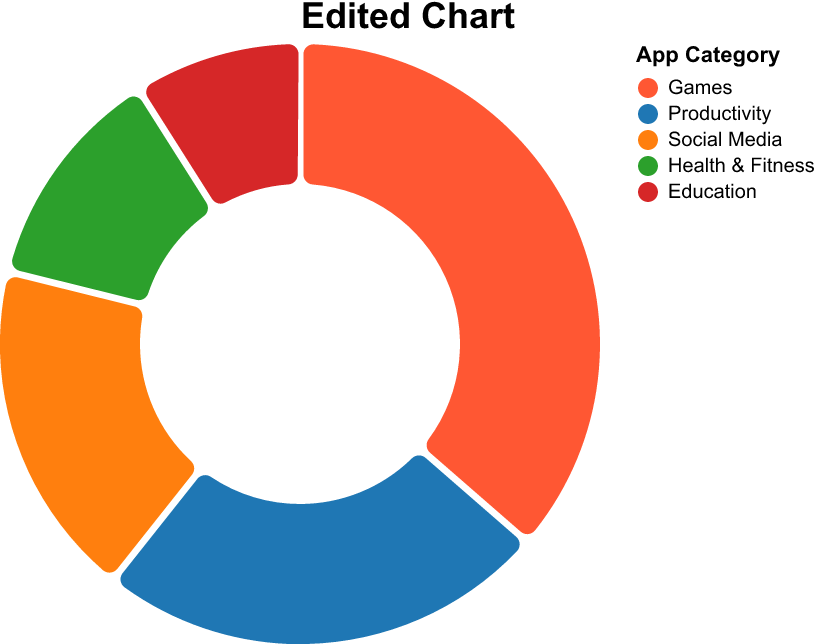 Edited Chart
App Category
Games
Productivity
Social Media
Health & Fitness
Education